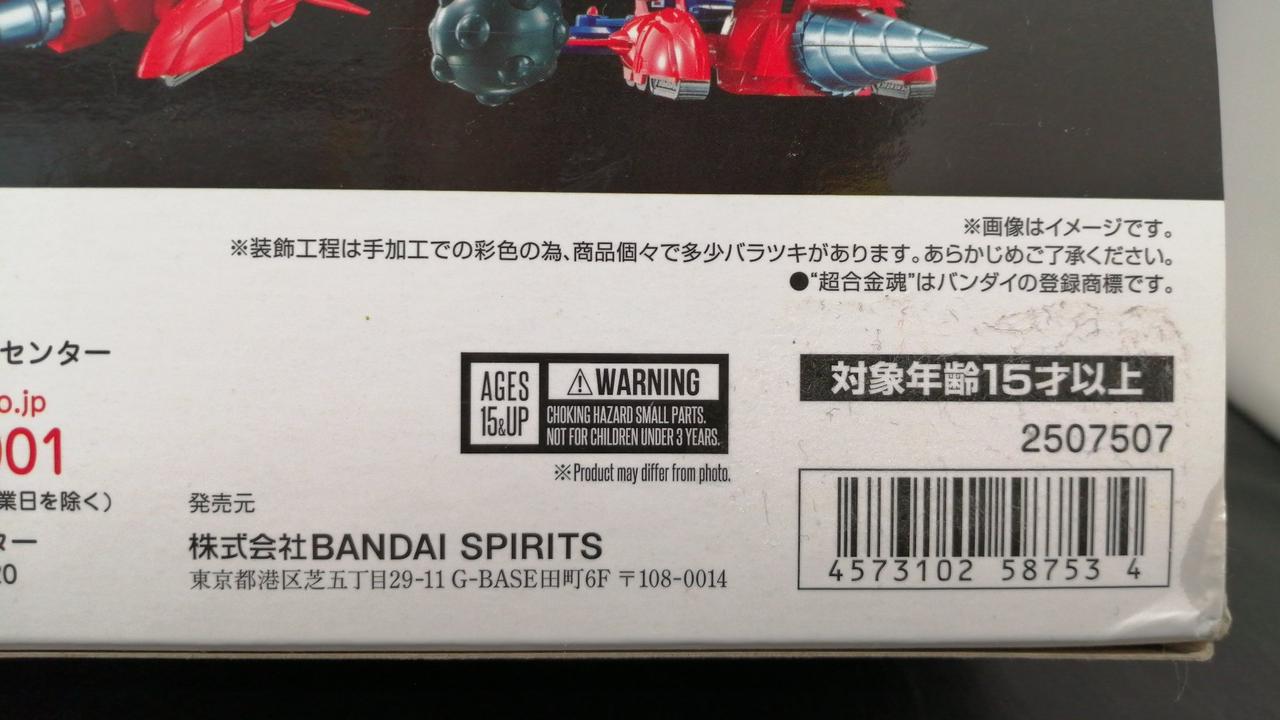 ※画像はイメージです。
※装飾工程は手加工での彩色の為、商品個々で多少バラツキがあります。あらかじめご了承ください。
●“超合金魂”はバンダイの登録商標です。
センター
o.jp
001
業日を除く）
ター
20
AGES
15&UP
⚠WARNING
CHOKING HAZARD SMALL PARTS.
NOT FOR CHILDREN UNDER 3 YEARS.
※Product may differ from photo.
発売元
株式会社BANDAI SPIRITS
東京都港区芝五丁目29-11 G-BASE田町6F 〒108-0014
対象年齢15才以上
2507507
4573102 58753 4